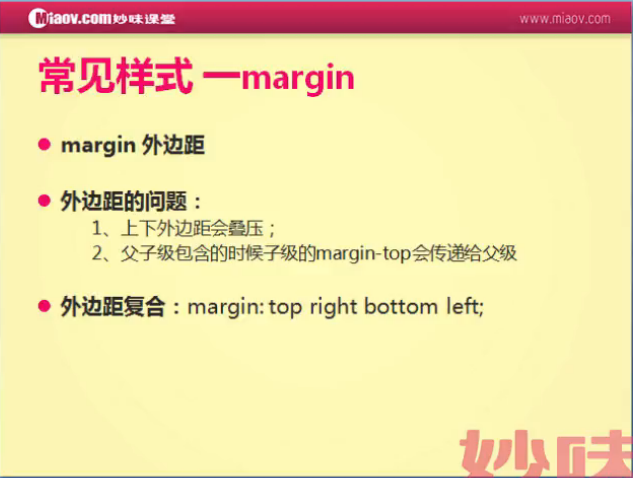 Miaov.com妙味课堂
www.miaov.com
常见样式 一margin
margin 外边距
外边距的问题：
1、上下外边距会叠压；
2、父子级包含的时候子级的margin-top会传递给父级
外边距复合：margin: top right bottom left;
妙味